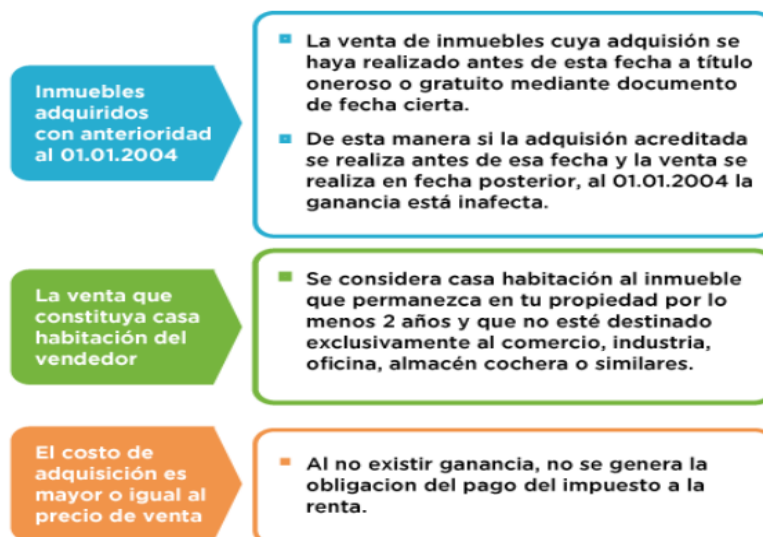 Inmuebles
adquiridos
con anterioridad
al 01.01.2004
La venta de inmuebles cuya adquisión se
haya realizado antes de esta fecha a título
oneroso o gratuito mediante documento
de fecha cierta.
De esta manera si la adquisión acreditada
se realiza antes de esa fecha y la venta se
realiza en fecha posterior, al 01.01.2004 la
ganancia está inafecta.
La venta que
constituya casa
habitación del
vendedor
Se considera casa habitación al inmueble
que permanezca en tu propiedad por lo
menos 2 años y que no esté destinado
exclusivamente al comercio, industria,
oficina, almacén cochera o similares.
El costo de
adquisición es
mayor o igual al
precio de venta
Al no existir ganancia, no se genera la
obligacion del pago del impuesto a la
renta.